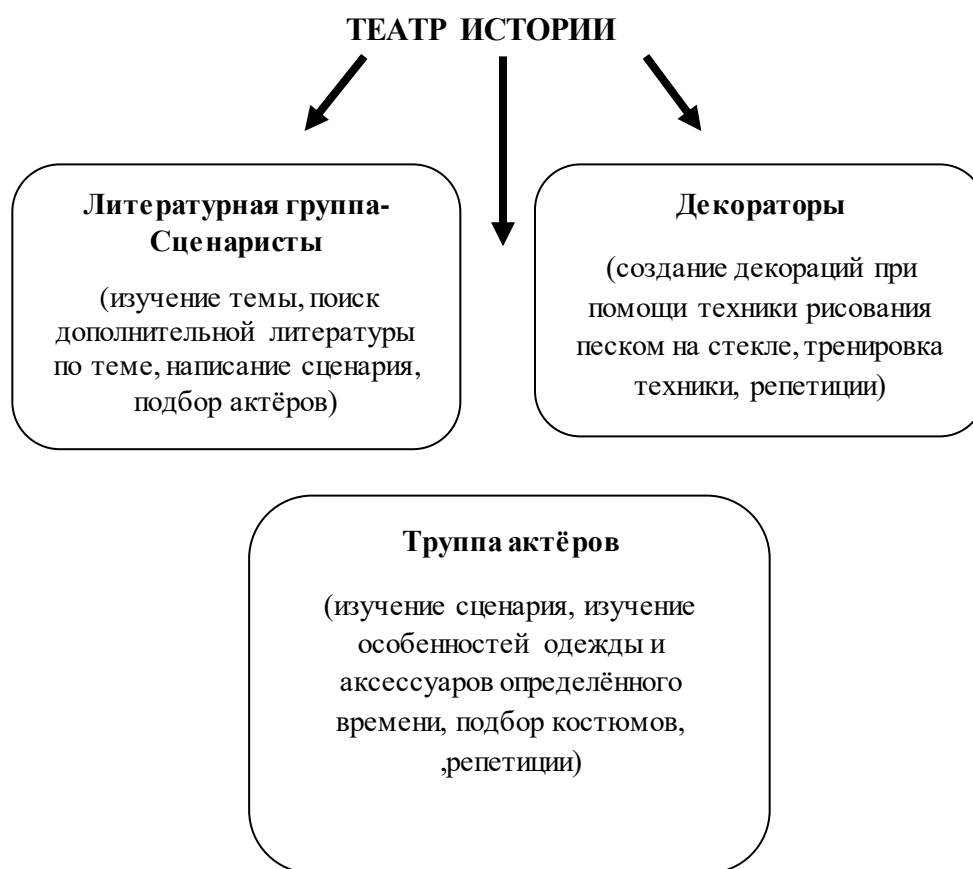 ТЕАТР ИСТОРИИ
Литературная группа-
Сценаристы
(изучение темы, поиск
дополнительной литературы
по теме, написание сценария,
подбор актёров)
Декораторы
(создание декораций при
помощи техники рисования
песком на стекле, тренировка
техники, репетиции)
Труппа актёров
(изучение сценария, изучение
особенностей одежды и
аксессуаров определённого
времени, подбор костюмов,
,репетиции)